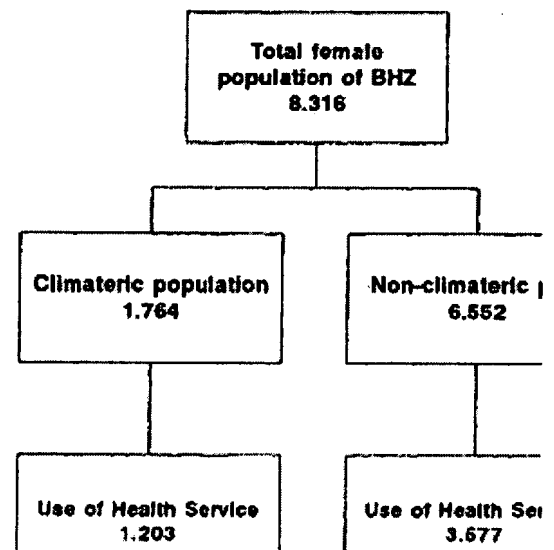 Total female
population of BHZ
8.316
Climateric population
1.764
Non-climateric
6.552
Use of Health Service
1.203
Use of Health
3.577